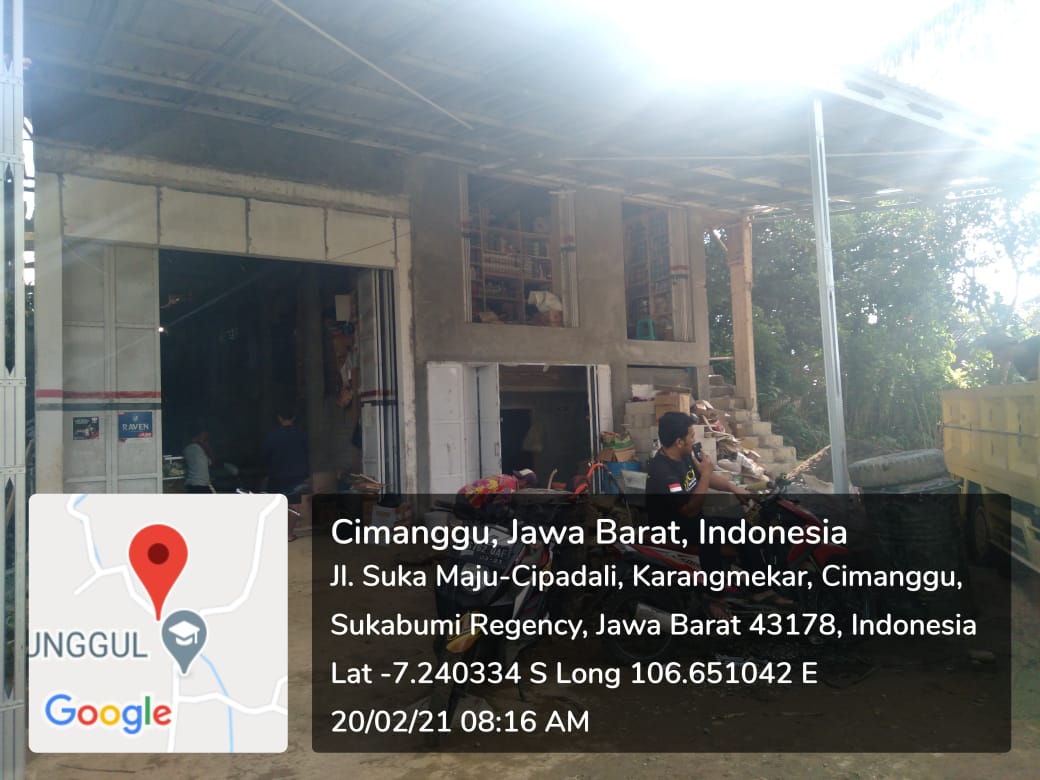 RAVEN
UNGGUL
Google
Cimanggu, Jawa Barat, Indonesia
Jl. Suka Maju-Cipadali, Karangmekar, Cimanggu,
Sukabumi Regency, Jawa Barat 43178, Indonesia
Lat -7.240334 S Long 106.651042 E
20/02/21 08:16 AM